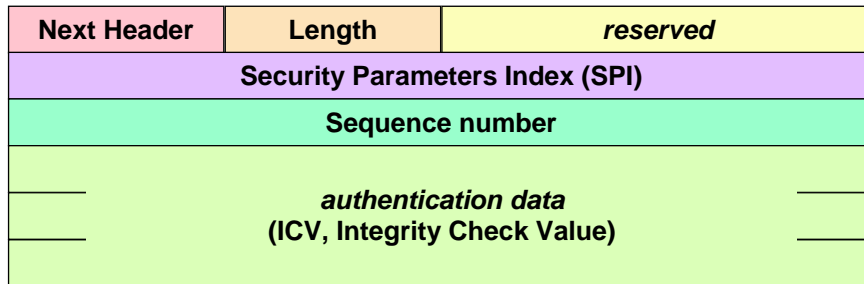 Next Header Length reserved
Security Parameters Index (SPI)
Sequence number
authentication data
(ICV, Integrity Check Value)